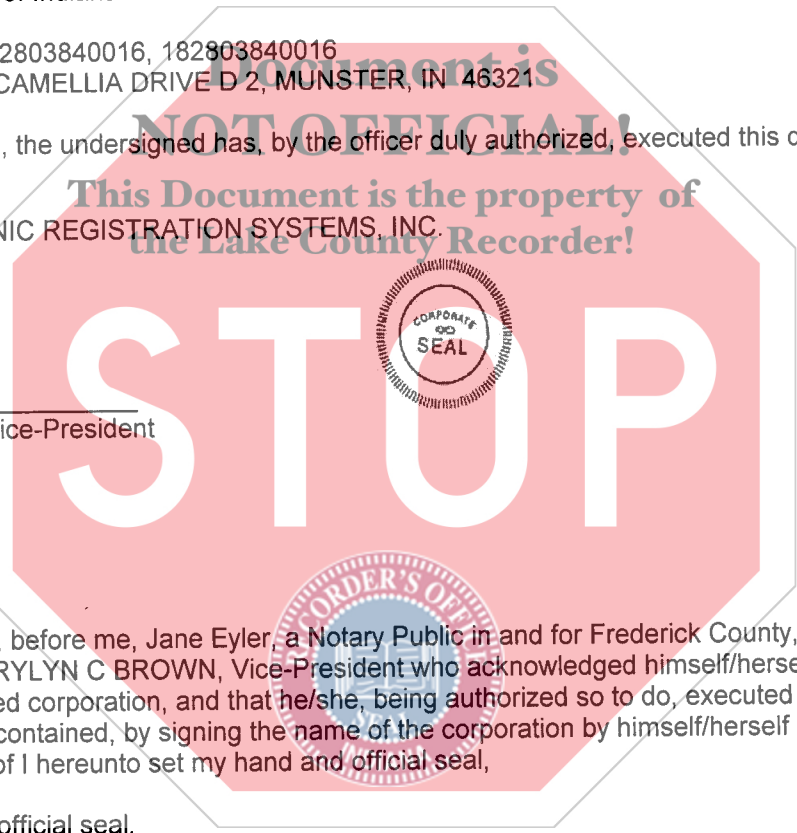 2803840016, 182803840016
CAMELLIA DRIVE D 2, MUNSTER, IN 46321
Document is
NOT OFFICIAL!
This Document is the property of
the Lake County Recorder!
, the undersigned has, by the officer duly authorized, executed this
NIC REGISTRATION SYSTEMS, INC.
CORPORATE
SEAL
STOP
ice-President
RECORDER'S OFFI
SEAL
INDIANA
, before me, Jane Eyler, a Notary Public in and for Frederick County,
RYLYN C BROWN, Vice-President who acknowledged himself/herse
ed corporation, and that he/she, being authorized so to do, executed
contained, by signing the name of the corporation by himself/herself
of I hereunto set my hand and official seal,
official seal.